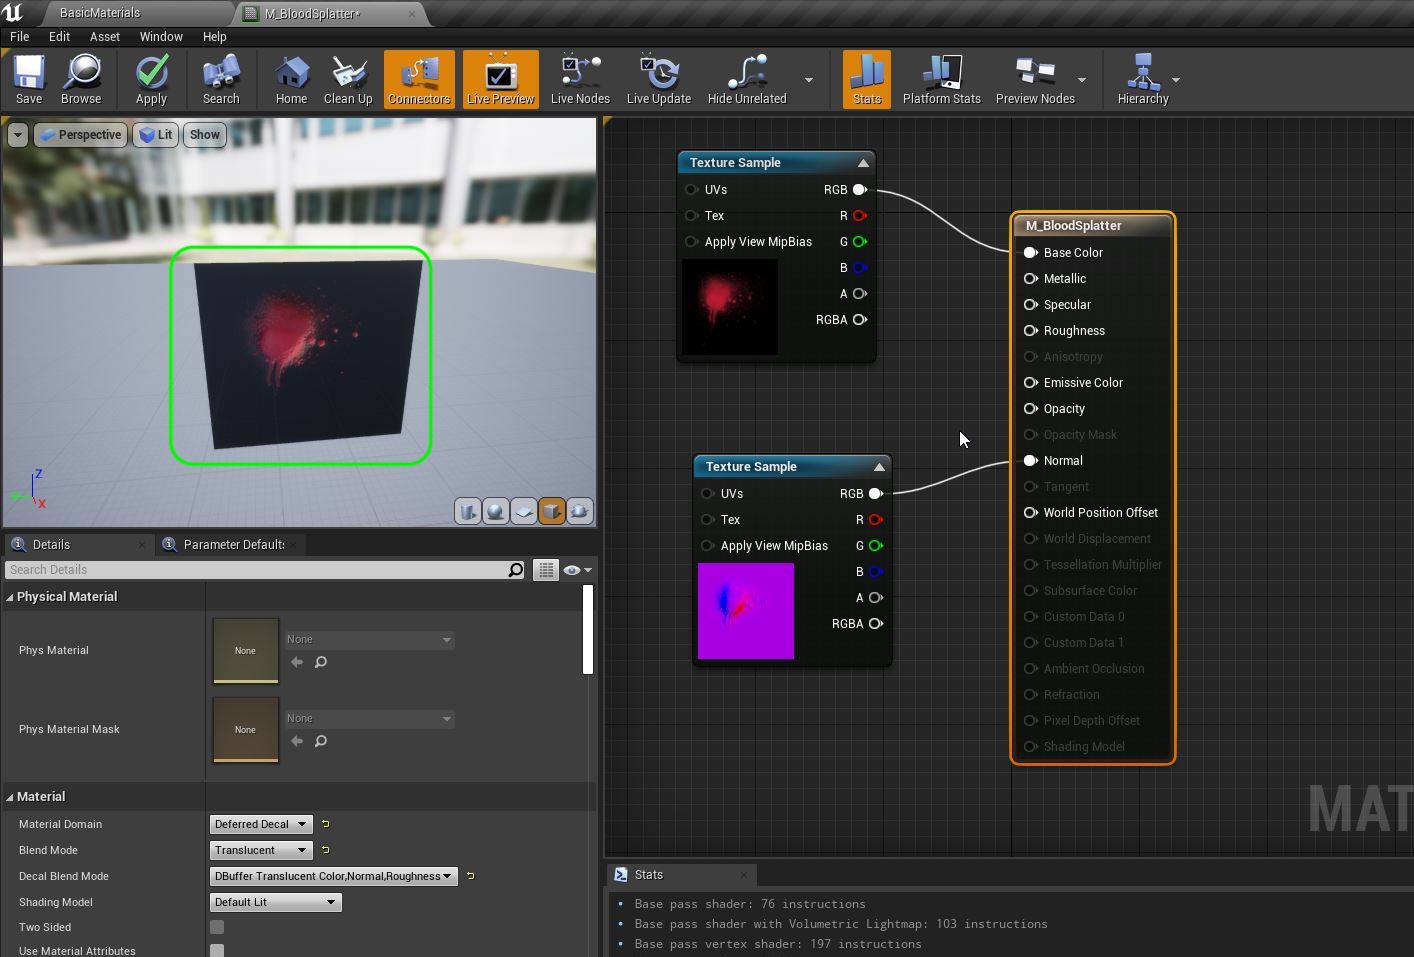 BasicMaterials
M_BloodSplatter*
File Edit Asset Window Help
Save Browse Apply Search Home Clean Up Connectors Live Preview Live Nodes Live Update Hide Unrelated Stats Platform Stats Preview Nodes Hierarchy
Perspective Lit Show
Z
X
Texture Sample
UVs RGB
Tex R
Apply View MipBias G
B
A
RGBA
Texture Sample
UVs RGB
Tex R
Apply View MipBias G
B
A
RGBA
M_BloodSplatter
Base Color
Metallic
Specular
Roughness
Anisotropy
Emissive Color
Opacity
Opacity Mask
Normal
Tangent
World Position Offset
World Displacement
Tessellation Multiplier
Subsurface Color
Custom Data 0
Custom Data 1
Ambient Occlusion
Refraction
Pixel Depth Offset
Shading Model
MAT
Details
Parameter Default
Search Details
Physical Material
Phys Material None None
Phys Material Mask None None
Material
Material Domain Deferred Decal
Blend Mode Translucent
Decal Blend Mode DBuffer Translucent Color,Normal,Roughness
Shading Model Default Lit
Two Sided
Use Material Attributes
Stats
• Base pass shader: 76 instructions
• Base pass shader with Volumetric Lightmap: 103 instructions
• Base pass vertex shader: 197 instructions